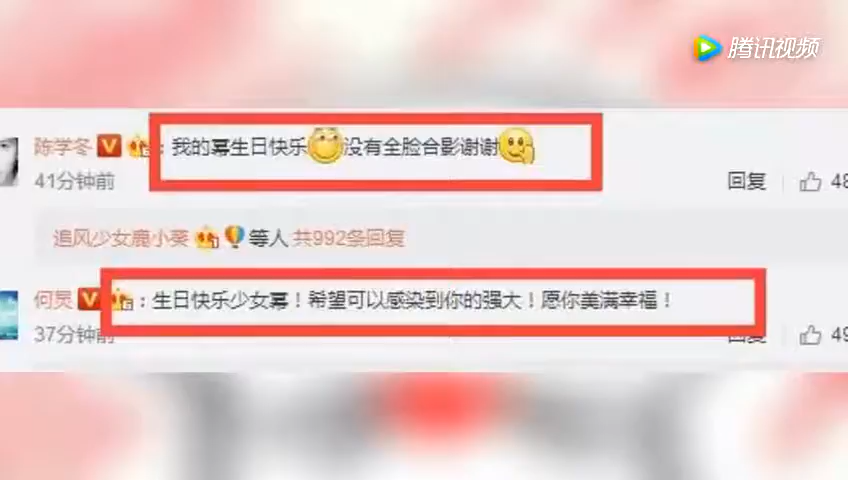 腾讯视频
陈学冬 : 我的幂生日快乐 没有全脸合影谢谢
41分钟前 回复 48
追风少女鹿小葵 等人 共992条回复
何炅 : 生日快乐少女幂！希望可以感染到你的强大！愿你美满幸福！
37分钟前 回复 49